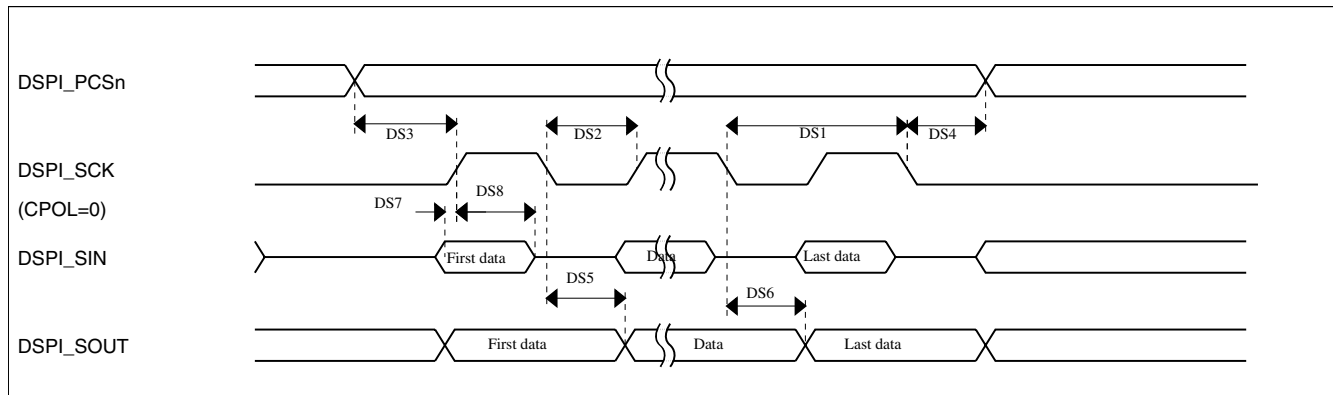 DSPI_PCSn
DS3
DS2
DS1
DS4
DSPI_SCK
(CPOL=0)
DS7
DS8
DSPI_SIN
First data
Data
Last data
DS5
DS6
DSPI_SOUT
First data
Data
Last data